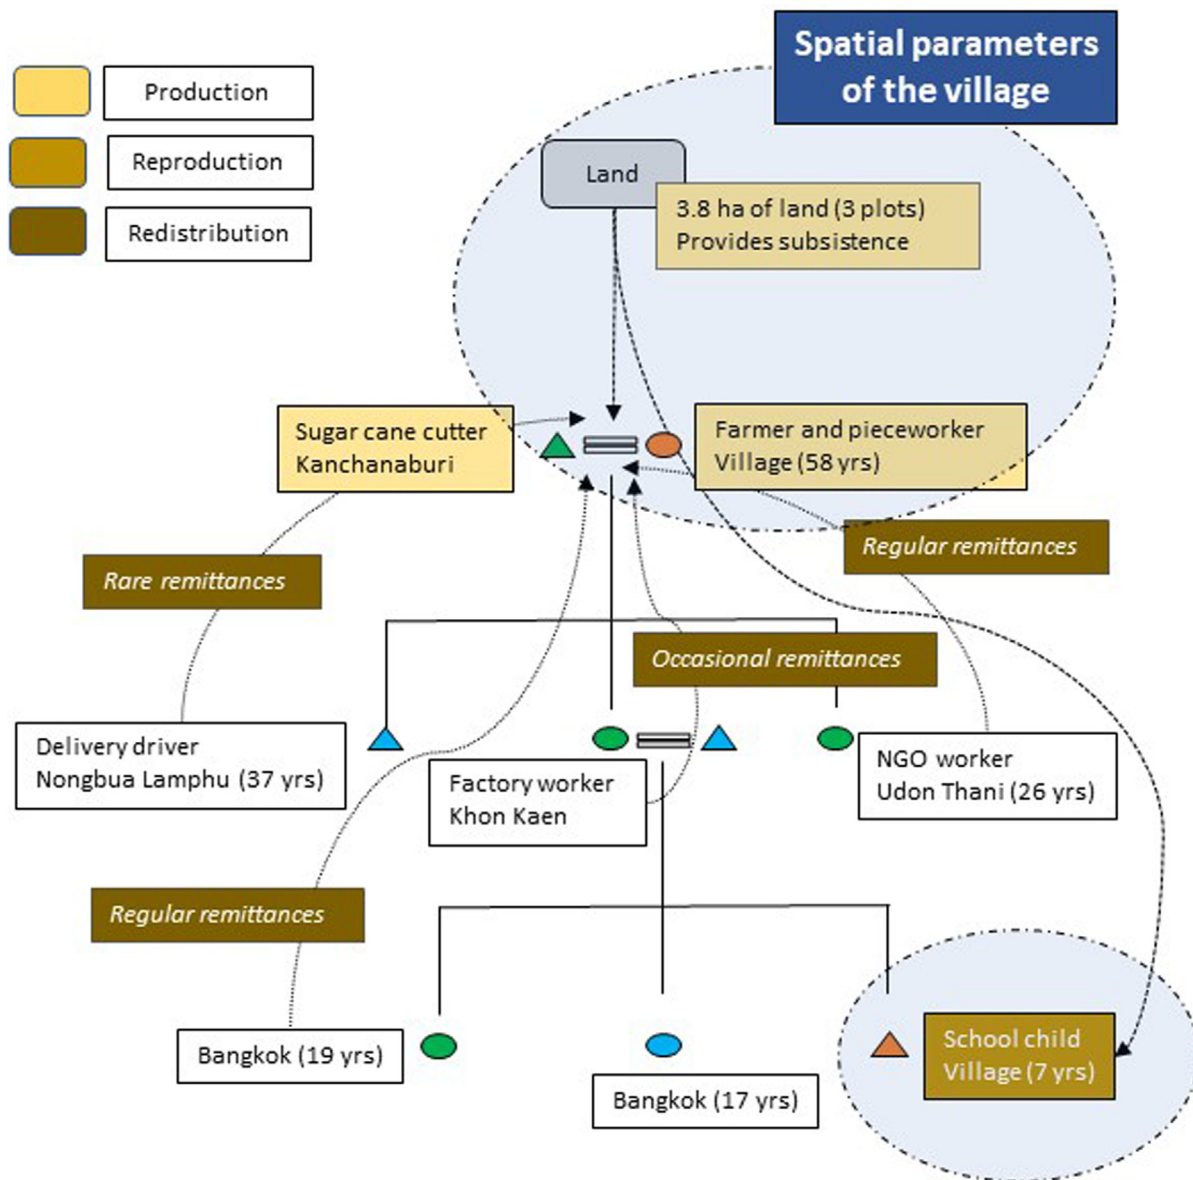 Spatial parameters
of the village
Production
Reproduction
Redistribution
Land
3.8 ha of land (3 plots)
Provides subsistence
Sugar cane cutter
Kanchanaburi
Farmer and pieceworker
Village (58 yrs)
Regular remittances
Rare remittances
Occasional remittances
Delivery driver
Nongbua Lamphu (37 yrs)
Factory worker
Khon Kaen
NGO worker
Udon Thani (26 yrs)
Regular remittances
Bangkok (19 yrs)
Bangkok (17 yrs)
School child
Village (7 yrs)